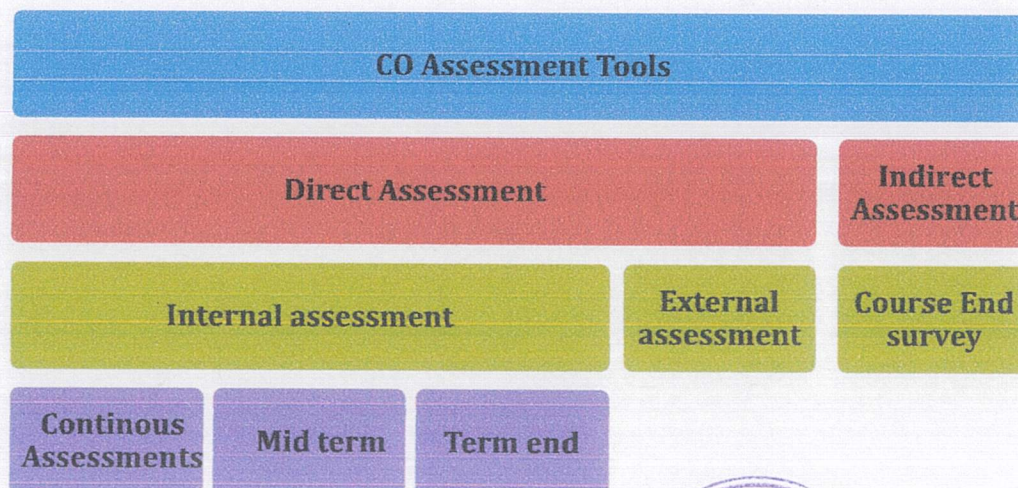 CO Assessment Tools
Direct Assessment
Indirect
Assessment
Internal assessment
External
assessment
Course End
survey
Continous
Assessments
Mid term
Term end